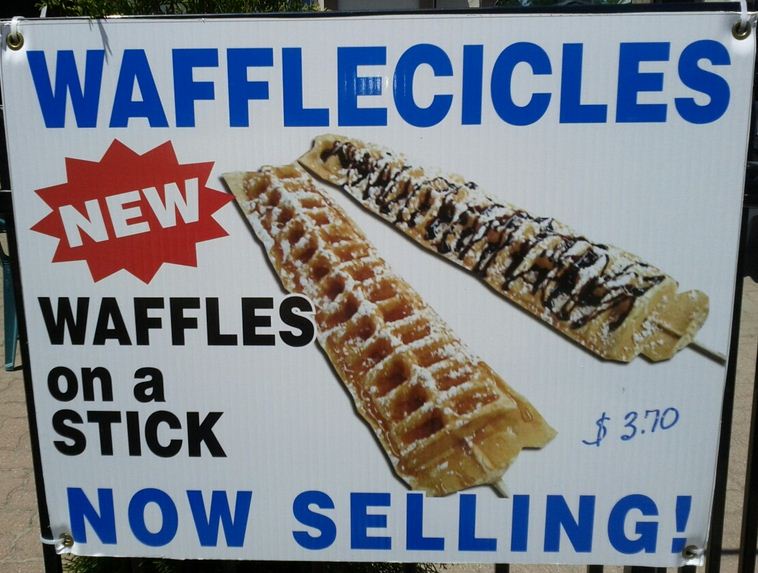 WAFFLECICLES
NEW
WAFFLES
on a
STICK
$ 3.70
NOW SELLING!